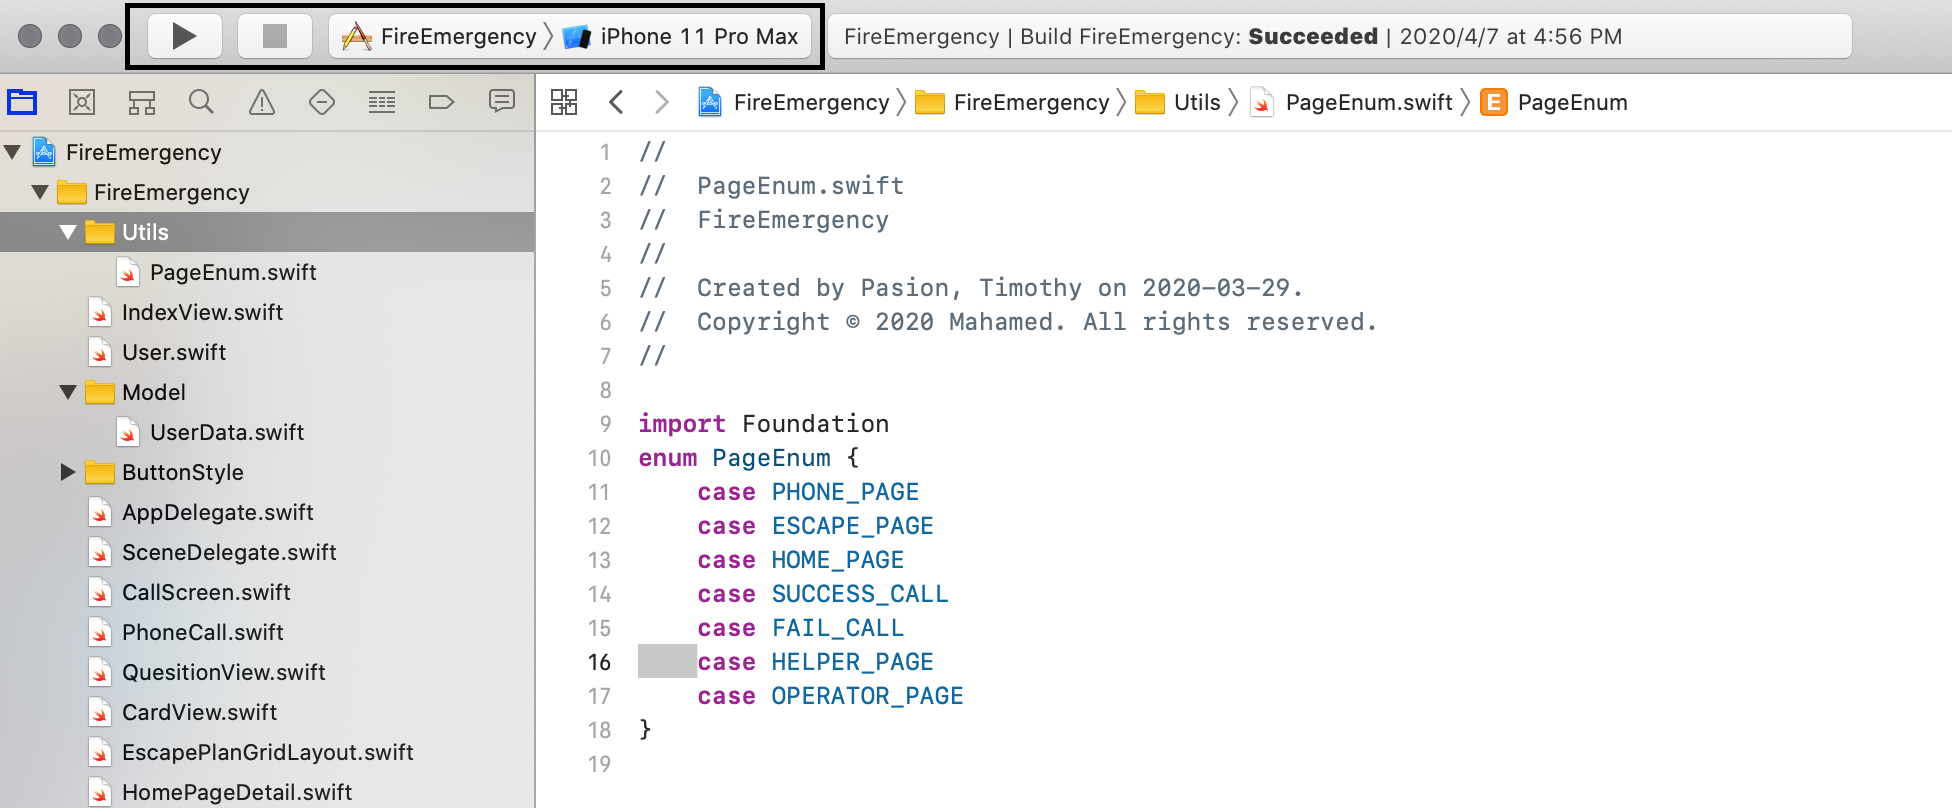 FireEmergency 〉 iPhone 11 Pro Max
FireEmergency | Build FireEmergency: Succeeded | 2020/4/7 at 4:56 PM
FireEmergency 〉 FireEmergency 〉 Utils 〉 PageEnum.swift 〉 E PageEnum
FireEmergency
FireEmergency
Utils
PageEnum.swift
IndexView.swift
User.swift
Model
UserData.swift
ButtonStyle
AppDelegate.swift
SceneDelegate.swift
CallScreen.swift
PhoneCall.swift
QuesitionView.swift
CardView.swift
EscapePlanGridLayout.swift
HomePageDetail.swift
1 //
2 //  PageEnum.swift
3 //  FireEmergency
4 //
5 //  Created by Pasion, Timothy on 2020-03-29.
6 //  Copyright © 2020 Mahamed. All rights reserved.
7 //
8
9 import Foundation
10 enum PageEnum {
11     case PHONE_PAGE
12     case ESCAPE_PAGE
13     case HOME_PAGE
14     case SUCCESS_CALL
15     case FAIL_CALL
16     case HELPER_PAGE
17     case OPERATOR_PAGE
18 }
19